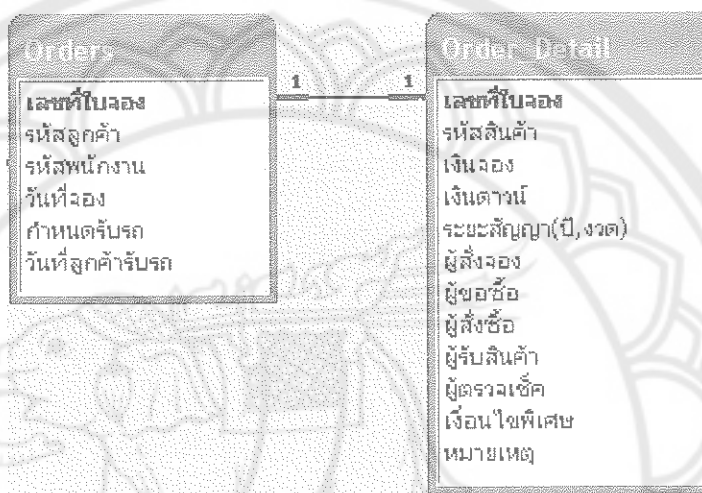 Orders
เลขที่ใบจอง
รหัสลูกค้า
รหัสพนักงาน
วันที่จอง
กำหนดรับรถ
วันที่ลูกค้ารับรถ
1 1
Order Detail
เลขที่ใบจอง
รหัสสินค้า
เงินจอง
เงินดาวน์
ระยะสัญญา(ปี,งวด)
ผู้สั่งจอง
ผู้ขอซื้อ
ผู้สั่งซื้อ
ผู้รับสินค้า
ผู้ตรวจเช็ค
เงื่อนไขพิเศษ
หมายเหตุ